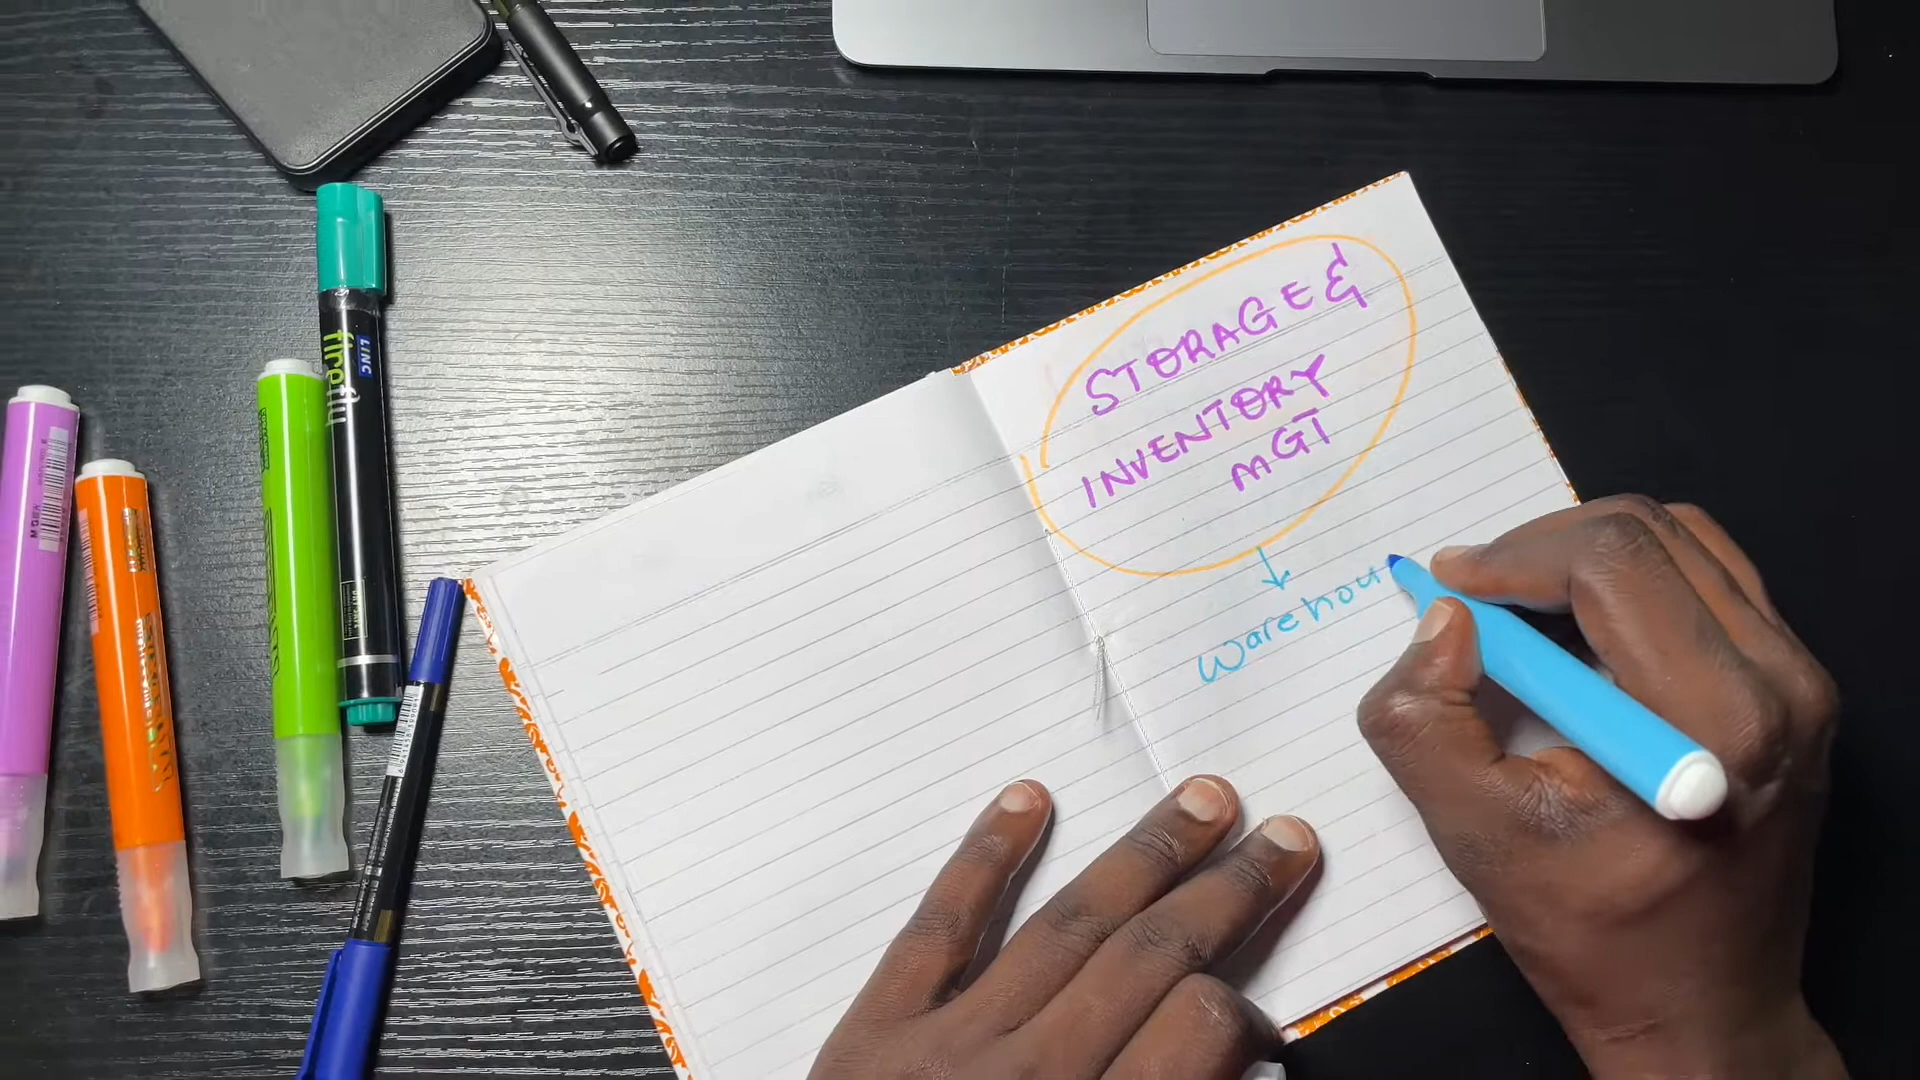 STORAGE &
INVENTORY
MGT
warehou
LINC
firefly